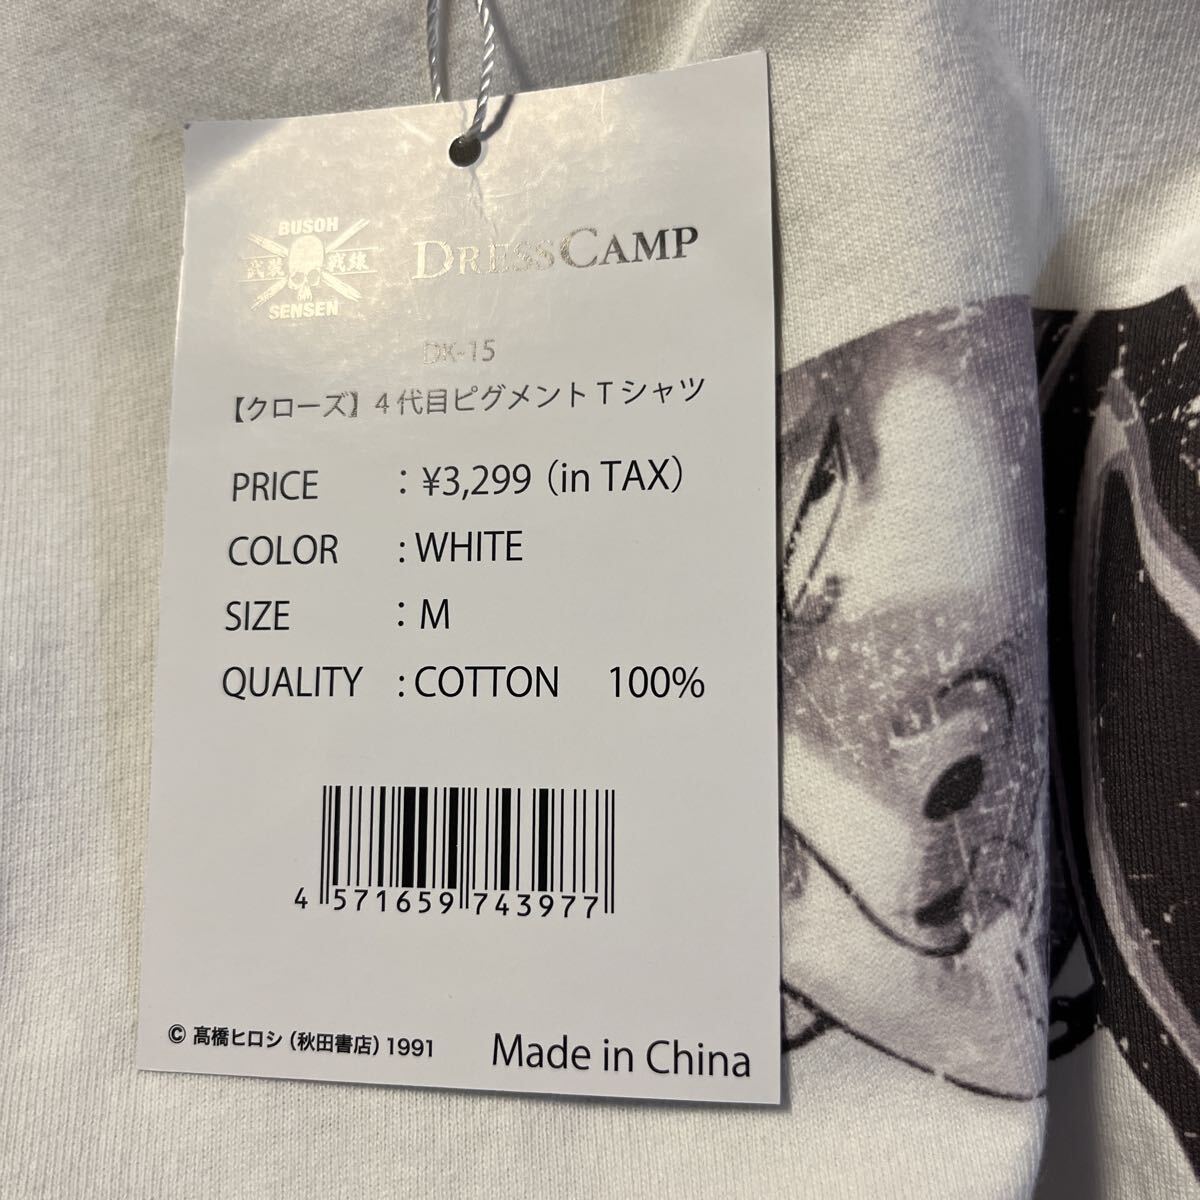 BUSOH
武装 戦線
SENSEN
DRESSCAMP
DK-15
【クローズ】４代目ピグメントＴシャツ
PRICE : ¥3,299（in TAX）
COLOR : WHITE
SIZE : M
QUALITY : COTTON 100%
4 571659 743977
© 髙橋ヒロシ（秋田書店）1991
Made in China